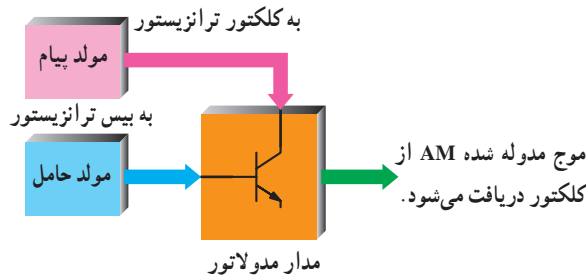 به کلکتور ترانزیستور
مولد پیام
به بیس ترانزیستور
مولد حامل
موج مدوله شده AM از
کلکتور دریافت می‌شود.
مدار مدولاتور